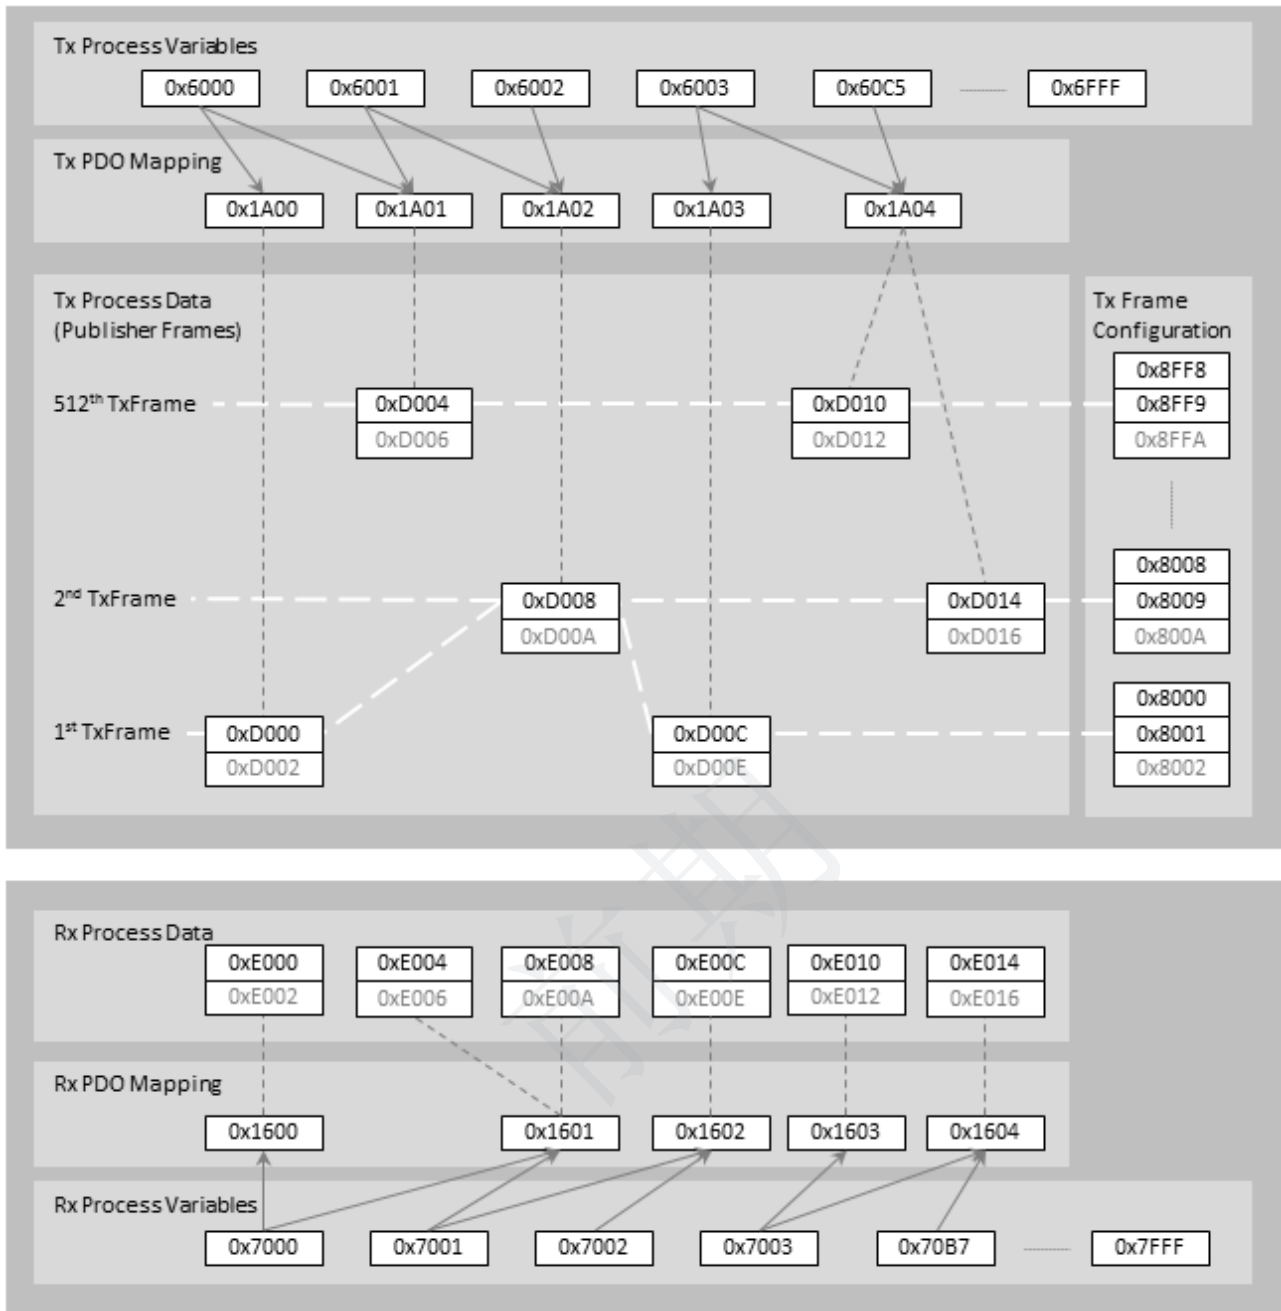 Tx Process Variables
0x6000 0x6001 0x6002 0x6003 0x60C5 0x6FFF
Tx PDO Mapping
0x1A00 0x1A01 0x1A02 0x1A03 0x1A04
Tx Process Data
(Publisher Frames)
Tx Frame
Configuration
0x8FF8
512th TxFrame 0xD004 0xD010 0x8FF9
0xD006 0xD012 0x8FFA
0x8008
2nd TxFrame 0xD008 0xD014 0x8009
0xD00A 0xD016 0x800A
0x8000
1st TxFrame 0xD000 0xD00C 0x8001
0xD002 0xD00E 0x8002
前期
Rx Process Data
0xE000 0xE004 0xE008 0xE00C 0xE010 0xE014
0xE002 0xE006 0xE00A 0xE00E 0xE012 0xE016
Rx PDO Mapping
0x1600 0x1601 0x1602 0x1603 0x1604
Rx Process Variables
0x7000 0x7001 0x7002 0x7003 0x70B7 0x7FFF